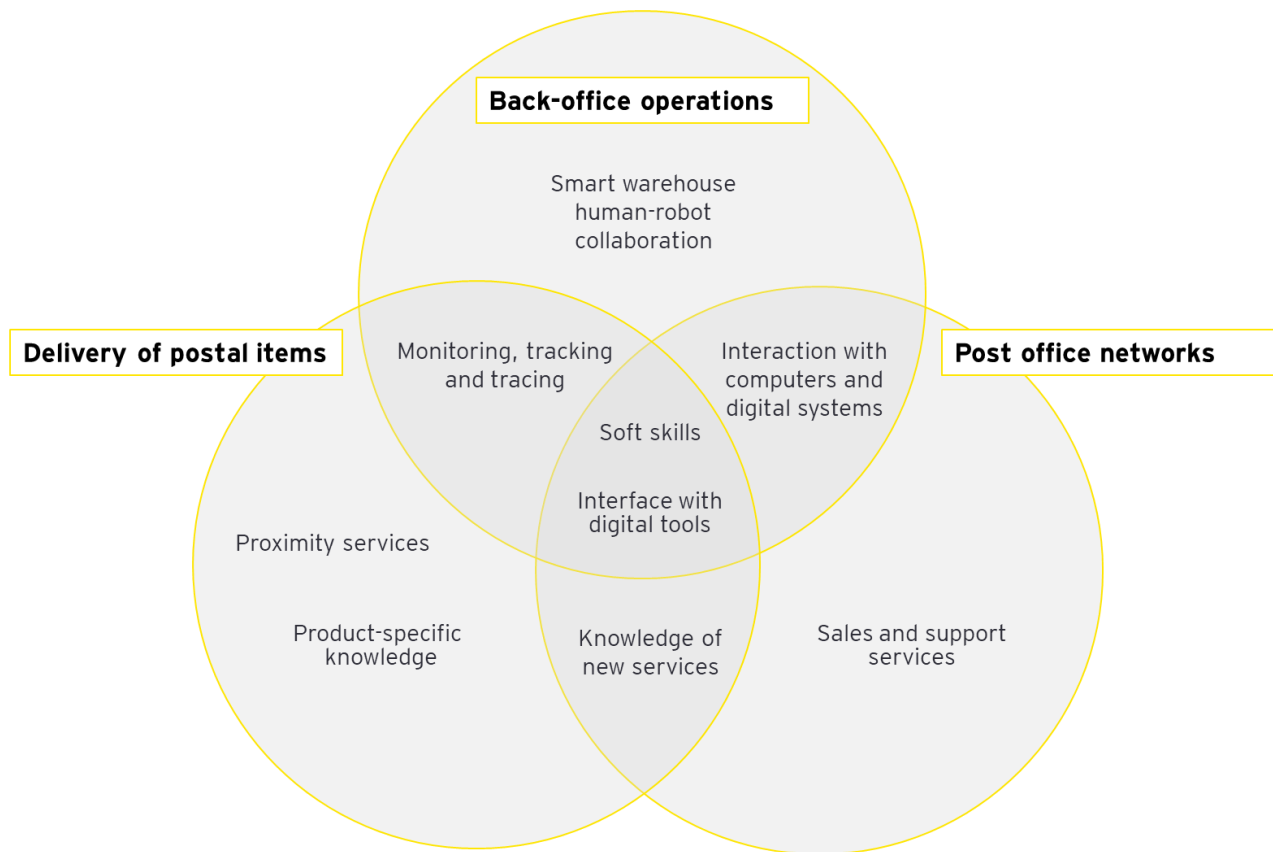 Back-office operations
Smart warehouse
human-robot
collaboration
Delivery of postal items
Monitoring, tracking
and tracing
Interaction with
computers and
digital systems
Post office networks
Soft skills
Interface with
digital tools
Proximity services
Product-specific
knowledge
Knowledge of
new services
Sales and support
services